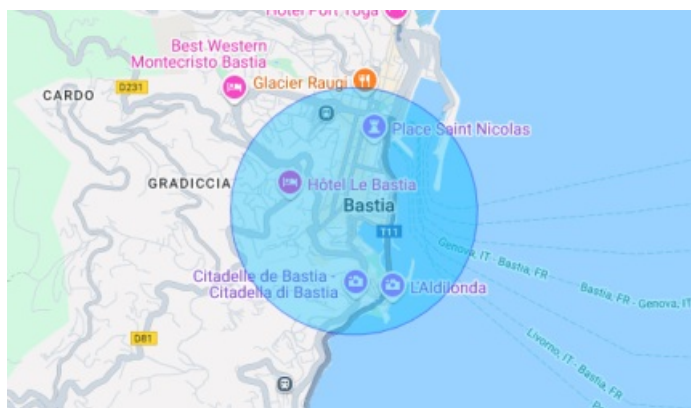 Hôtel Port Toga
Best Western
Montecristo Bastia
Glacier Raugi
D231
CARDO
Place Saint Nicolas
GRADICCIA
Hôtel Le Bastia
Bastia
T11
Genova, IT - Bastia, FR
Citadelle de Bastia -
Citadella di Bastia
L'Aldilonda
Bastia, FR - Genova, IT
D81
Livorno, IT - Bastia, FR